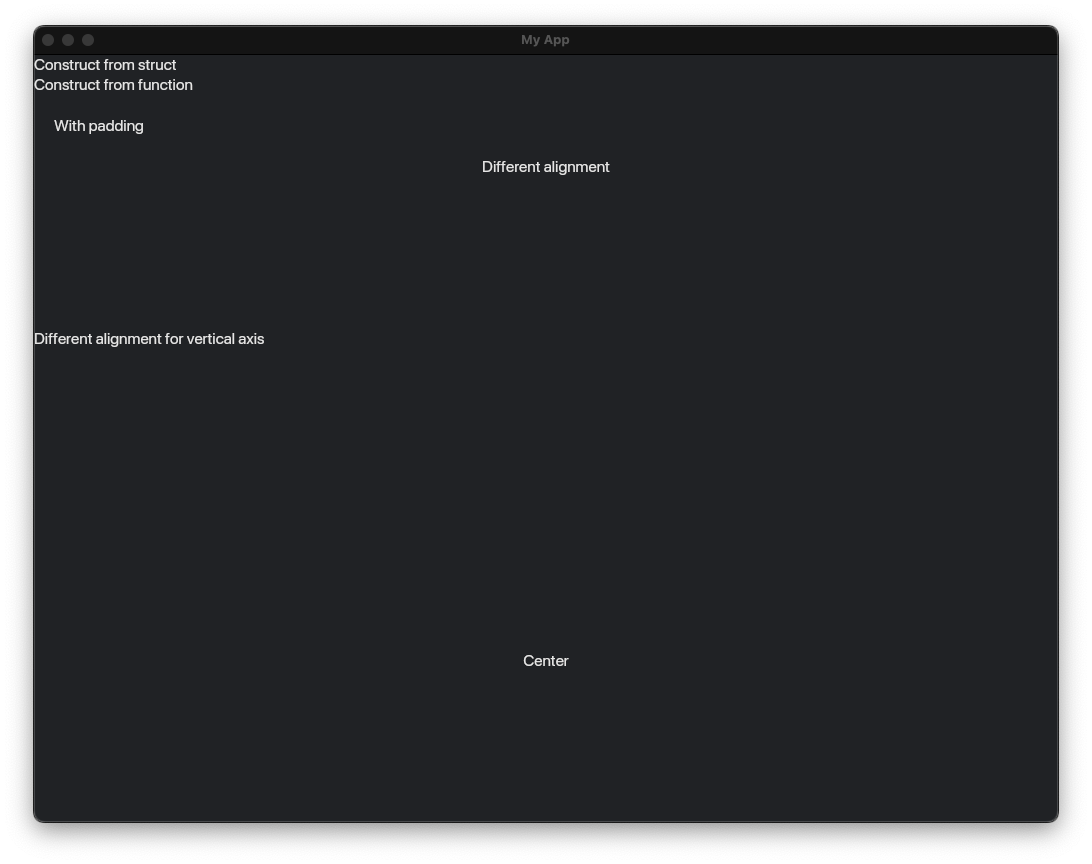 My App
Construct from struct
Construct from function
With padding
Different alignment
Different alignment for vertical axis
Center